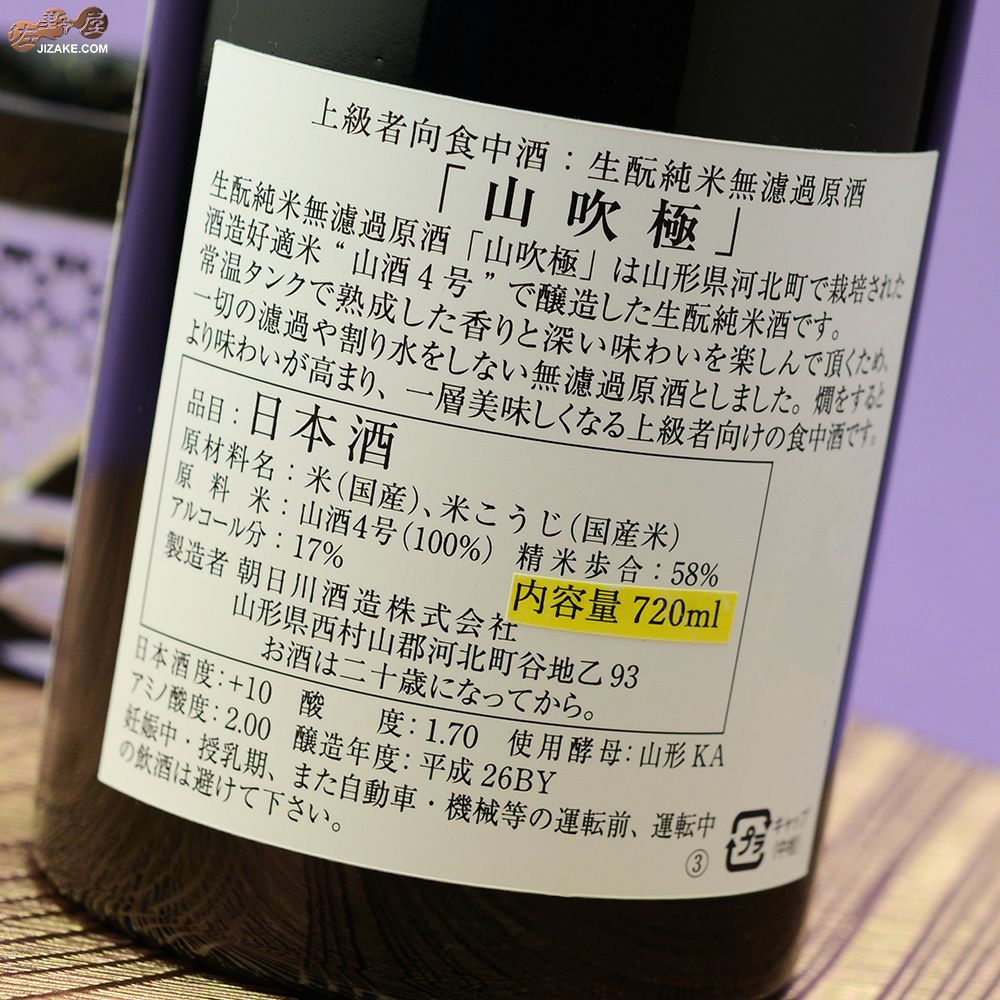 佐野屋
JIZAKE.COM
上級者向食中酒：生酛純米無濾過原酒
「山吹極」
生酛純米無濾過原酒「山吹極」は山形県河北町で栽培された
酒造好適米“山酒４号”で醸造した生酛純米酒です。
常温タンクで熟成した香りと深い味わいを楽しんで頂くため、
一切の濾過や割り水をしない無濾過原酒としました。燗をすると
より味わいが高まり、一層美味しくなる上級者向けの食中酒です。
品目：日本酒
原材料名：米(国産)、米こうじ(国産米)
原料米：山酒4号(100%) 精米歩合：58%
アルコール分：17%
内容量 720ml
製造者 朝日川酒造株式会社
山形県西村山郡河北町谷地乙93
お酒は二十歳になってから。
日本酒度：+10 酸度：1.70 使用酵母：山形KA
アミノ酸度：2.00 醸造年度：平成26BY
妊娠中・授乳期、また自動車・機械等の運転前、運転中
の飲酒は避けて下さい。
③
プラ
キャップ
(中栓)